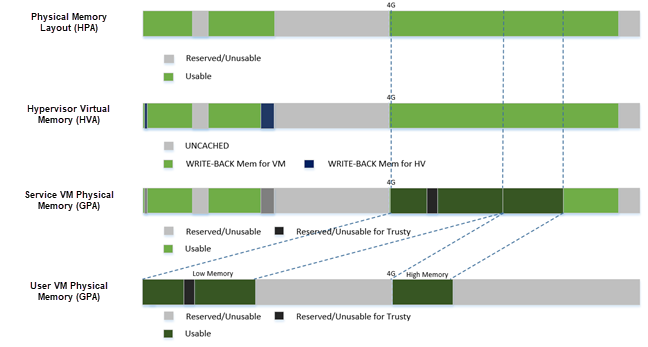 4G
Physical Memory
Layout (HPA)
Reserved/Unusable
Usable
4G
Hypervisor Virtual
Memory (HVA)
UNCACHED
WRITE-BACK Mem for VM
WRITE-BACK Mem for HV
4G
Service VM Physical
Memory (GPA)
Reserved/Unusable
Reserved/Unusable for Trusty
Usable
Low Memory
4G
High Memory
User VM Physical
Memory (GPA)
Reserved/Unusable
Reserved/Unusable for Trusty
Usable